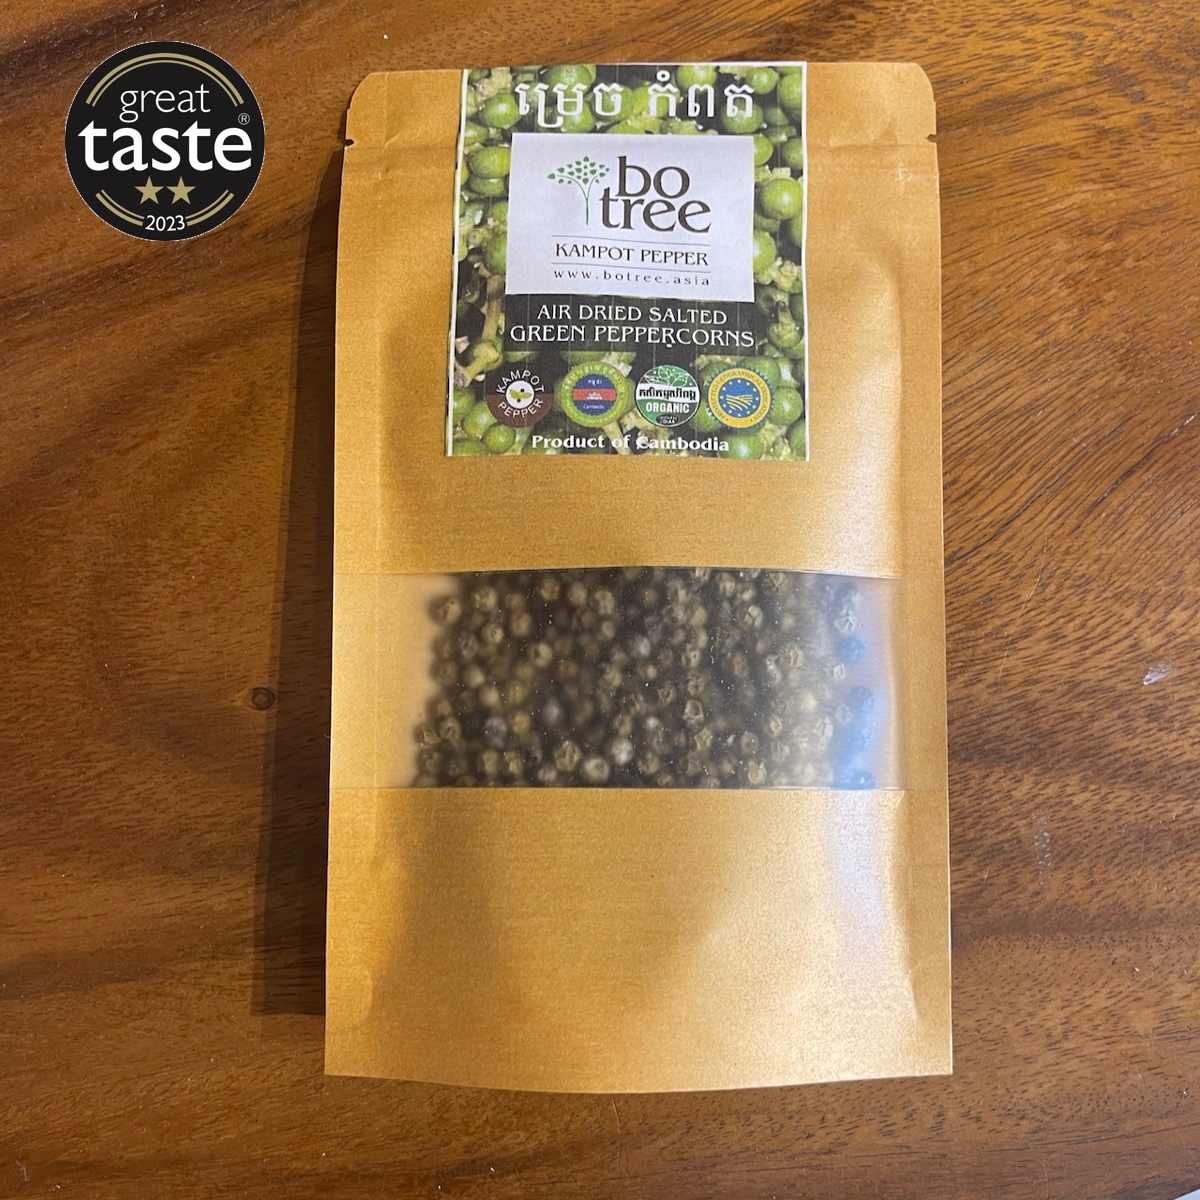 great
taste®
2023
ម្រេច កំពត
bo
tree
KAMPOT PEPPER
www.botree.asia
AIR DRIED SALTED
GREEN PEPPERCORNS
KAMPOT
PEPPER
Cambodia
ORGANIC
Product of Cambodia